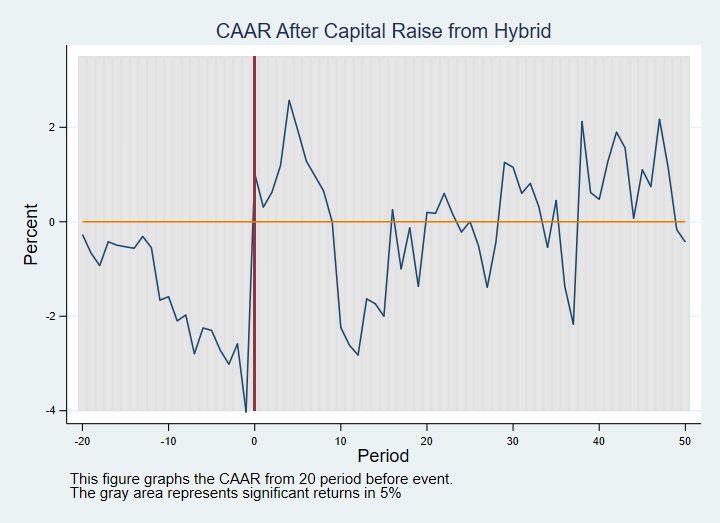 CAAR After Capital Raise from Hybrid
Percent
2
0
-2
-4
-20 -10 0 10 20 30 40 50
Period
This figure graphs the CAAR from 20 period before event.
The gray area represents significant returns in 5%